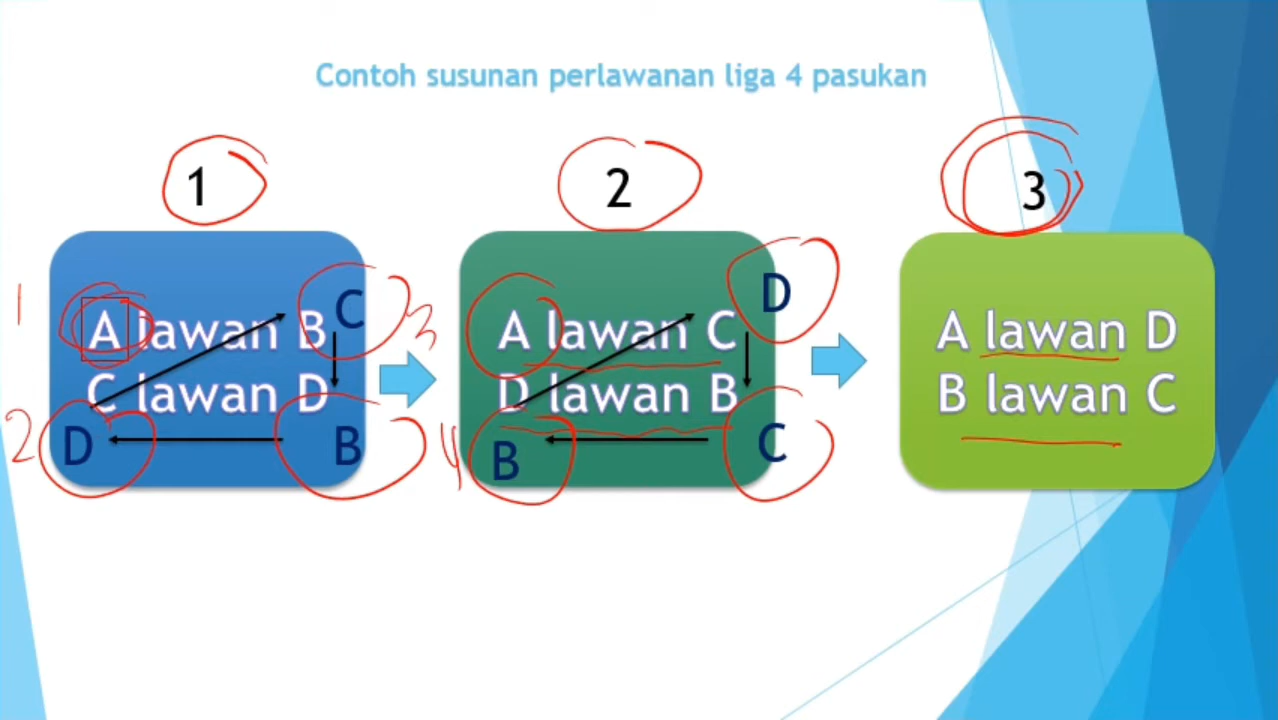 Contoh susunan perlawanan liga 4 pasukan
1
2
3
1
A lawan B
C
3
C lawan D
2
D
B
A lawan C
D
D lawan B
4
B
C
A lawan D
B lawan C